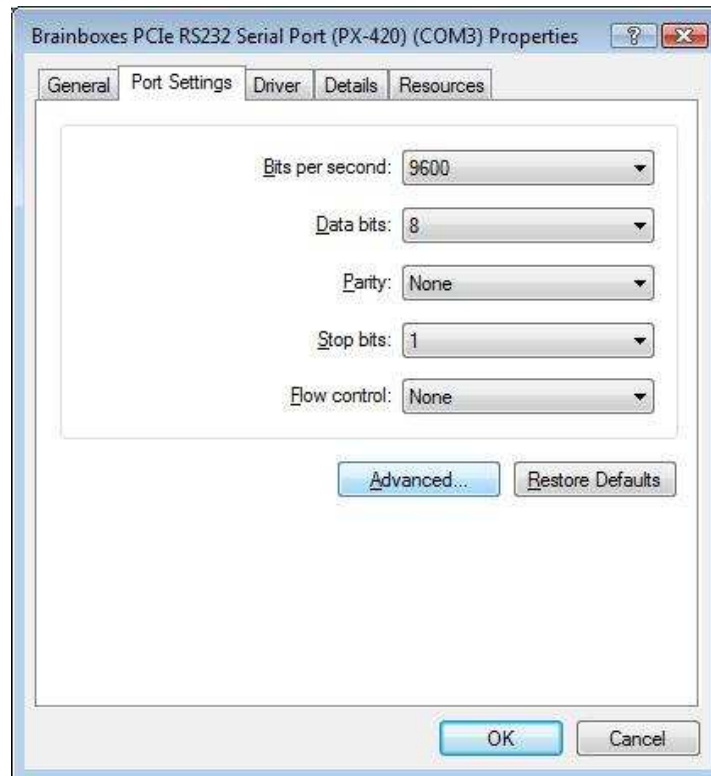 Brainboxes PCIe RS232 Serial Port (PX-420) (COM3) Properties
General Port Settings Driver Details Resources
Bits per second: 9600
Data bits: 8
Parity: None
Stop bits: 1
Flow control: None
Advanced... Restore Defaults
OK Cancel